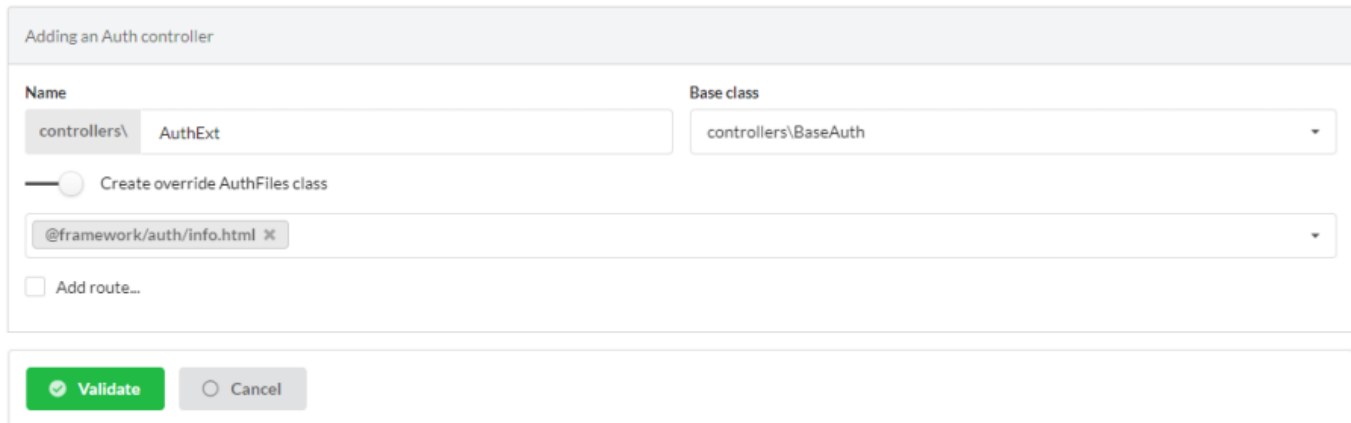 Adding an Auth controller
Name
Base class
controllers\ AuthExt
controllers\BaseAuth
Create override AuthFiles class
@framework/auth/info.html
Add route...
Validate
Cancel